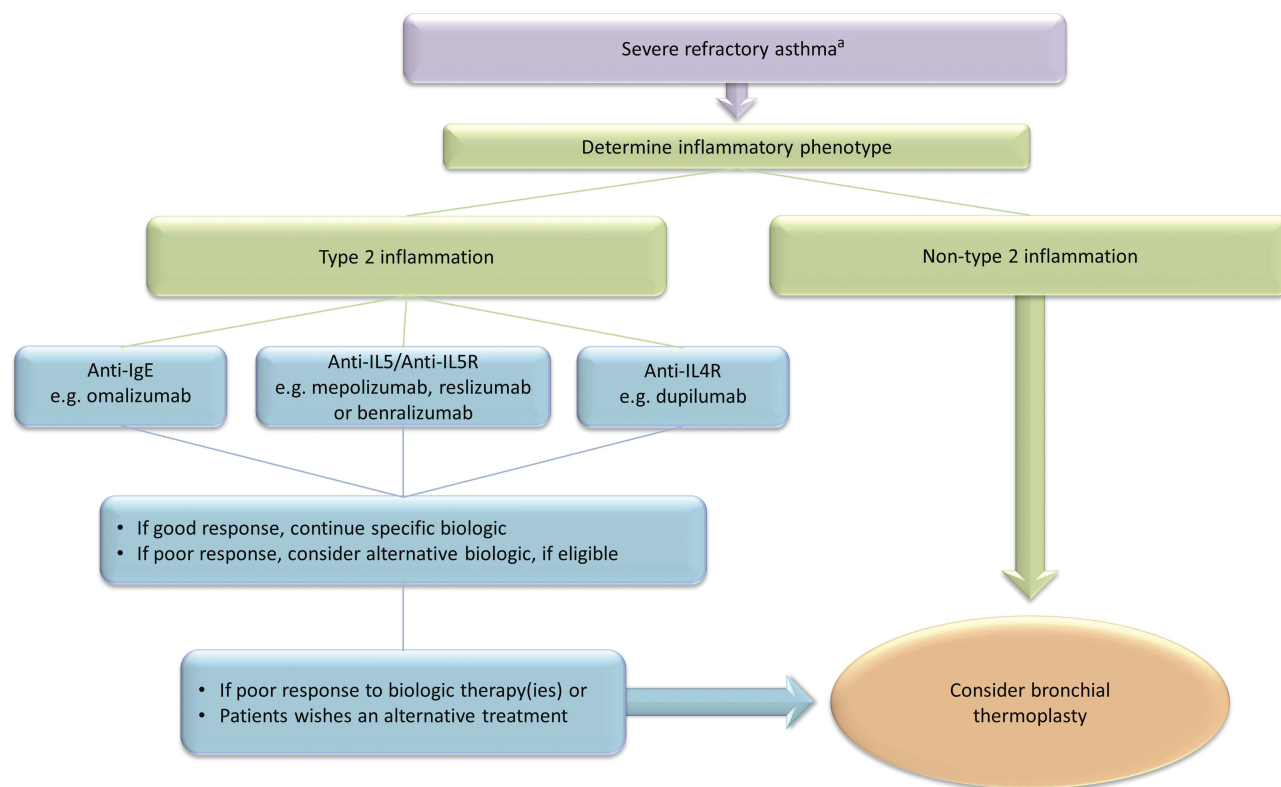 Severe refractory asthmaᵃ
Determine inflammatory phenotype
Type 2 inflammation
Non-type 2 inflammation
Anti-IgE
e.g. omalizumab
Anti-IL5/Anti-IL5R
e.g. mepolizumab, reslizumab
or benralizumab
Anti-IL4R
e.g. dupilumab
• If good response, continue specific biologic
• If poor response, consider alternative biologic, if eligible
• If poor response to biologic therapy(ies) or
• Patients wishes an alternative treatment
Consider bronchial
thermoplasty